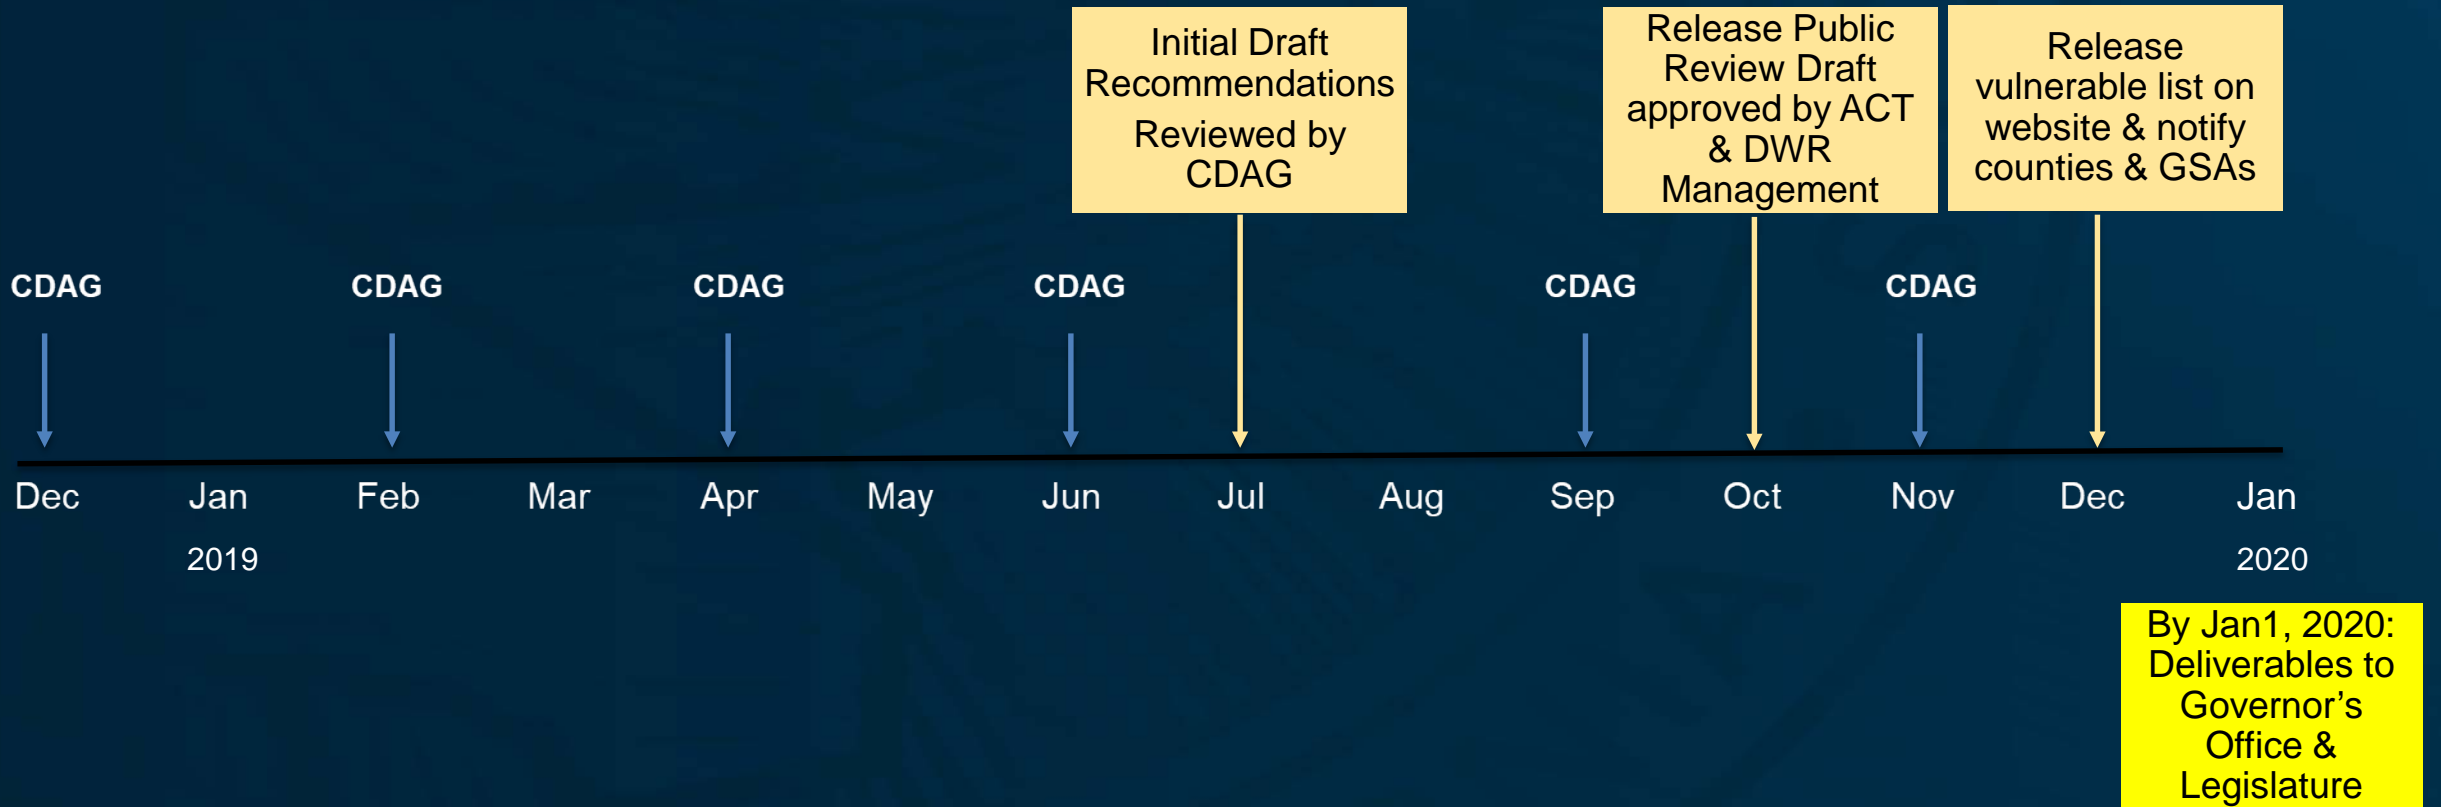 Initial Draft
Recommendations
Reviewed by
CDAG
Release Public
Review Draft
approved by ACT
& DWR
Management
Release
vulnerable list on
website & notify
counties & GSAs
CDAG
CDAG
CDAG
CDAG
CDAG
CDAG
Dec
Jan
Feb
Mar
Apr
May
Jun
Jul
Aug
Sep
Oct
Nov
Dec
Jan
2019
2020
By Jan1, 2020:
Deliverables to
Governor’s
Office &
Legislature